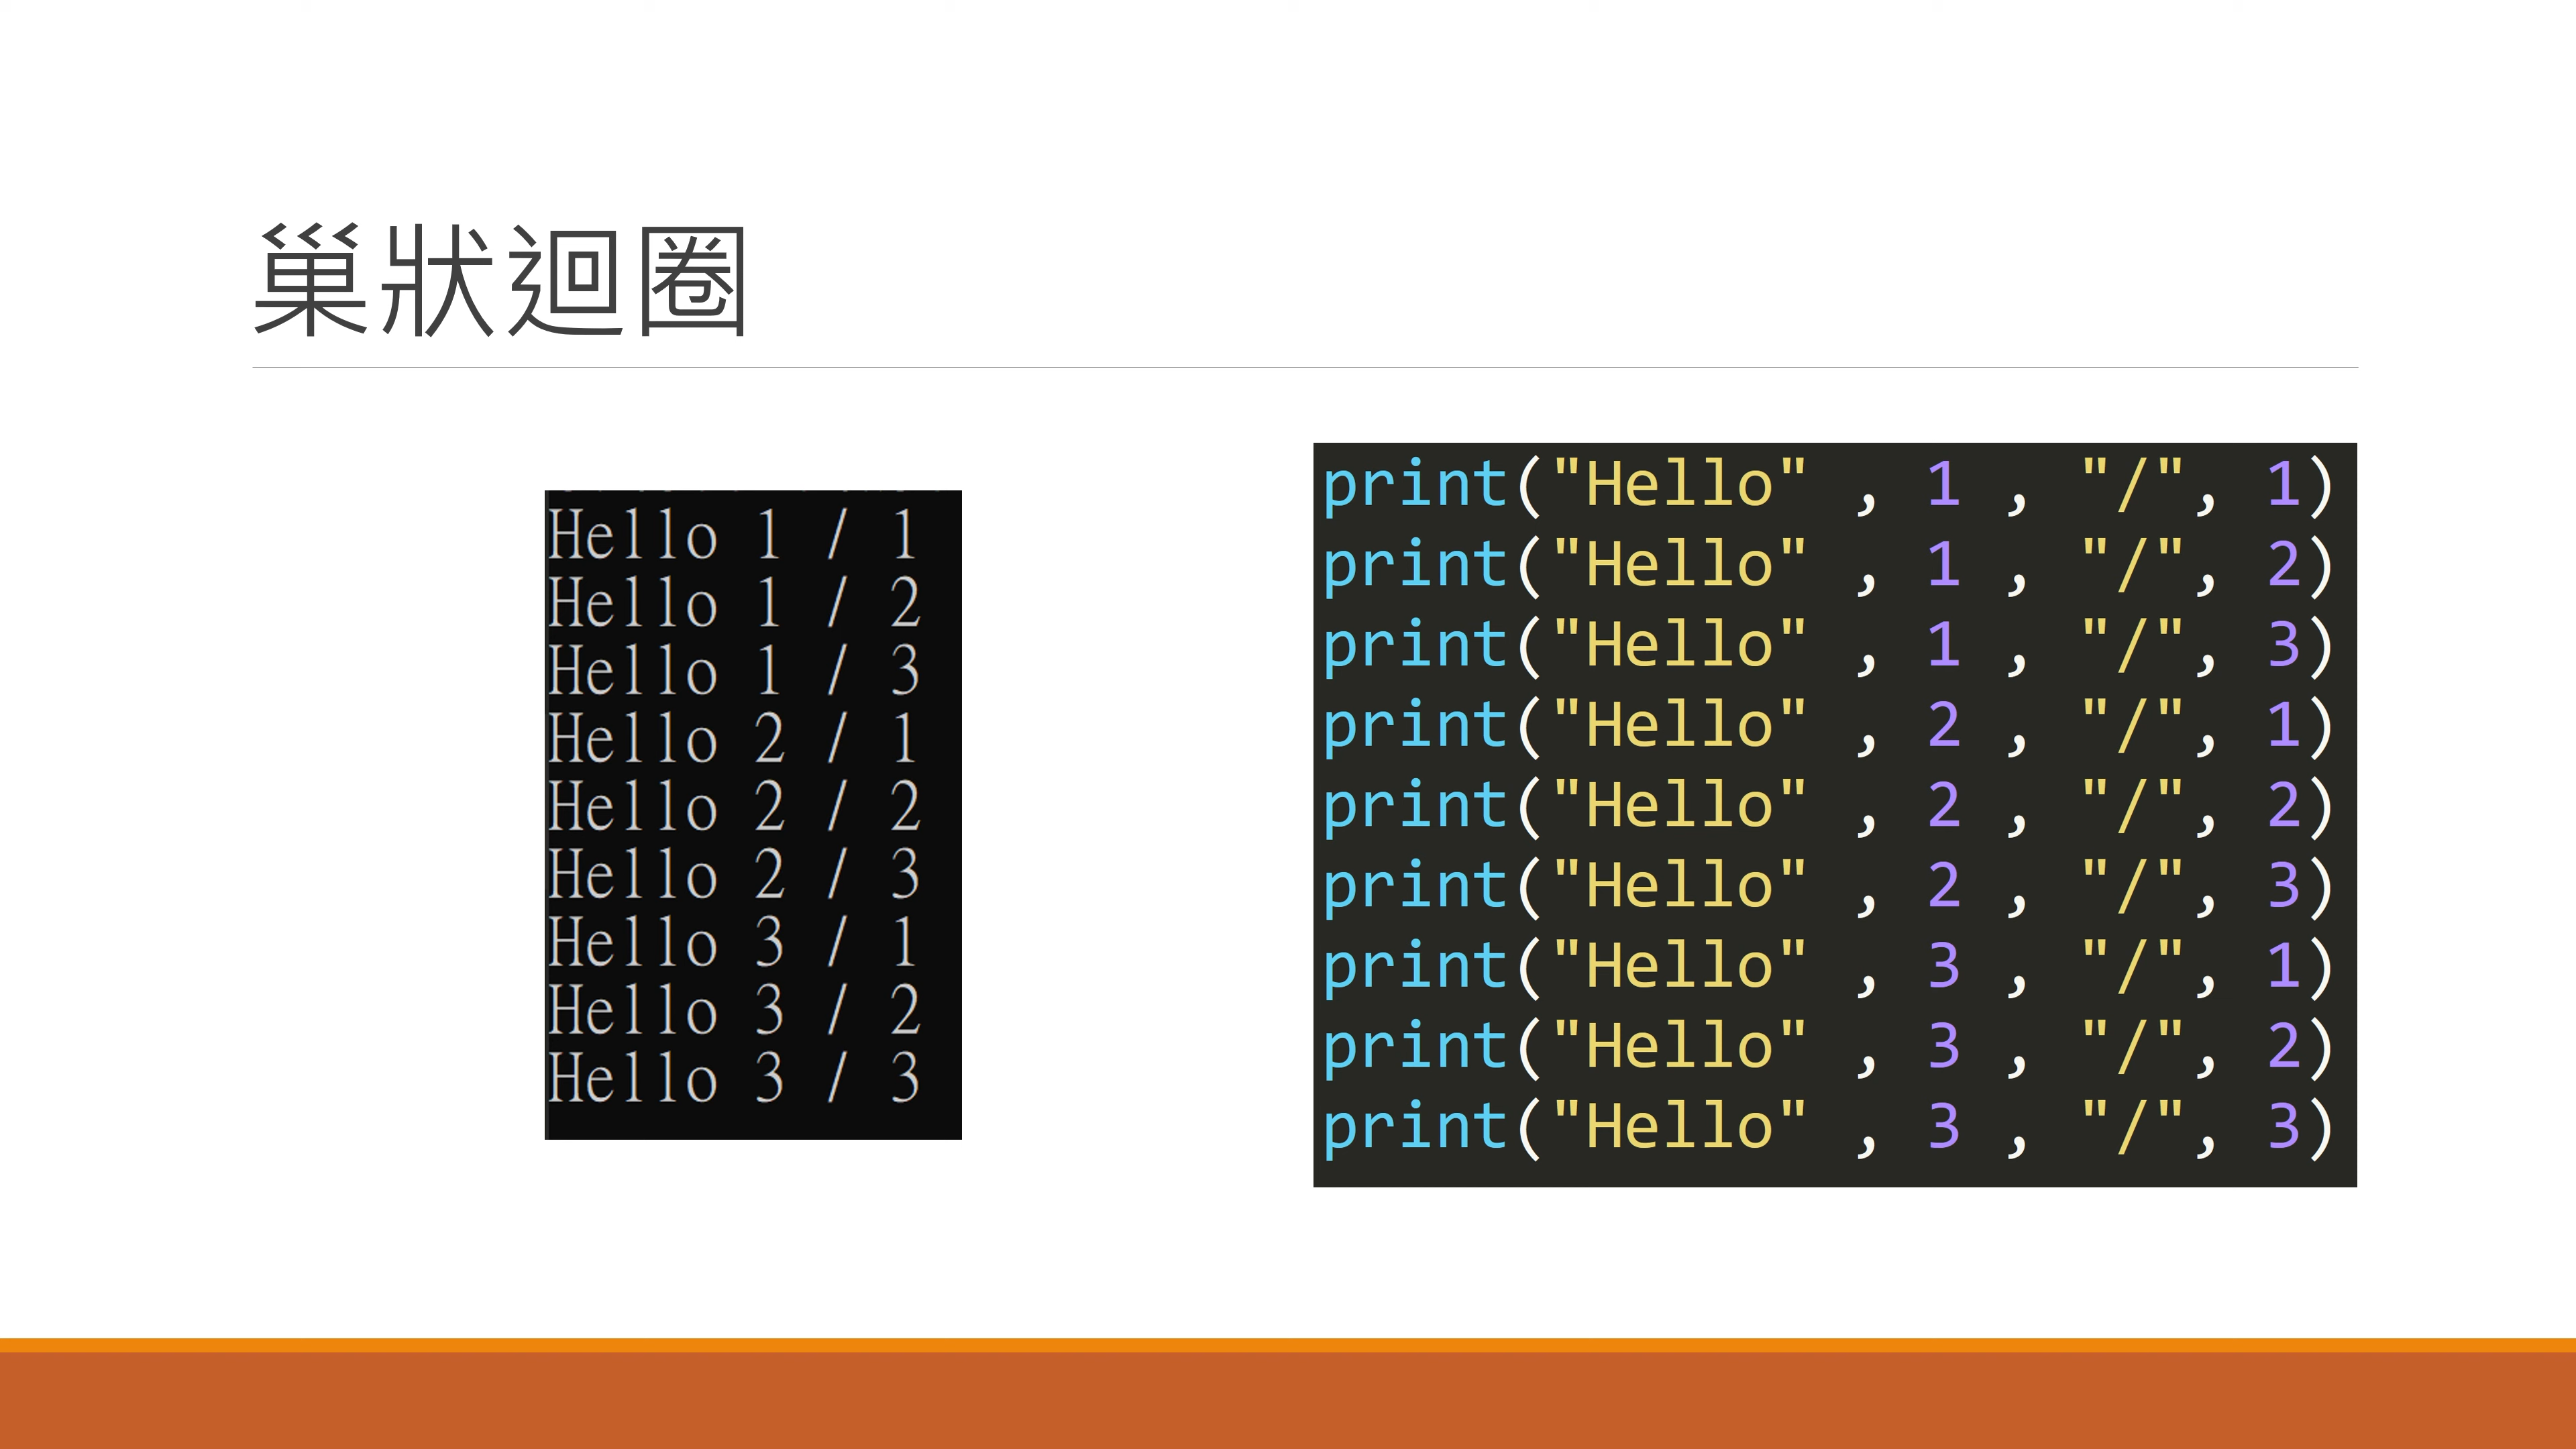 巢狀迴圈
Hello 1 / 1
Hello 1 / 2
Hello 1 / 3
Hello 2 / 1
Hello 2 / 2
Hello 2 / 3
Hello 3 / 1
Hello 3 / 2
Hello 3 / 3
print("Hello" , 1 , "/", 1)
print("Hello" , 1 , "/", 2)
print("Hello" , 1 , "/", 3)
print("Hello" , 2 , "/", 1)
print("Hello" , 2 , "/", 2)
print("Hello" , 2 , "/", 3)
print("Hello" , 3 , "/", 1)
print("Hello" , 3 , "/", 2)
print("Hello" , 3 , "/", 3)